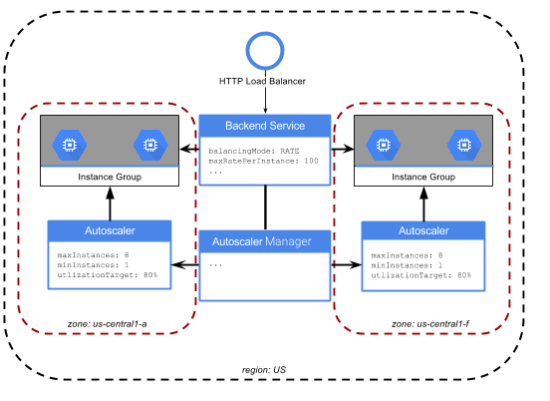 HTTP Load Balancer
Backend Service
balancingMode: RATE
maxRatePerInstance: 100
...
Instance Group
Instance Group
Autoscaler
maxInstances: 8
minInstances: 1
utlizationTarget: 80%
Autoscaler Manager
...
Autoscaler
maxInstances: 8
minInstances: 1
utlizationTarget: 80%
zone: us-central1-a
zone: us-central1-f
region: US